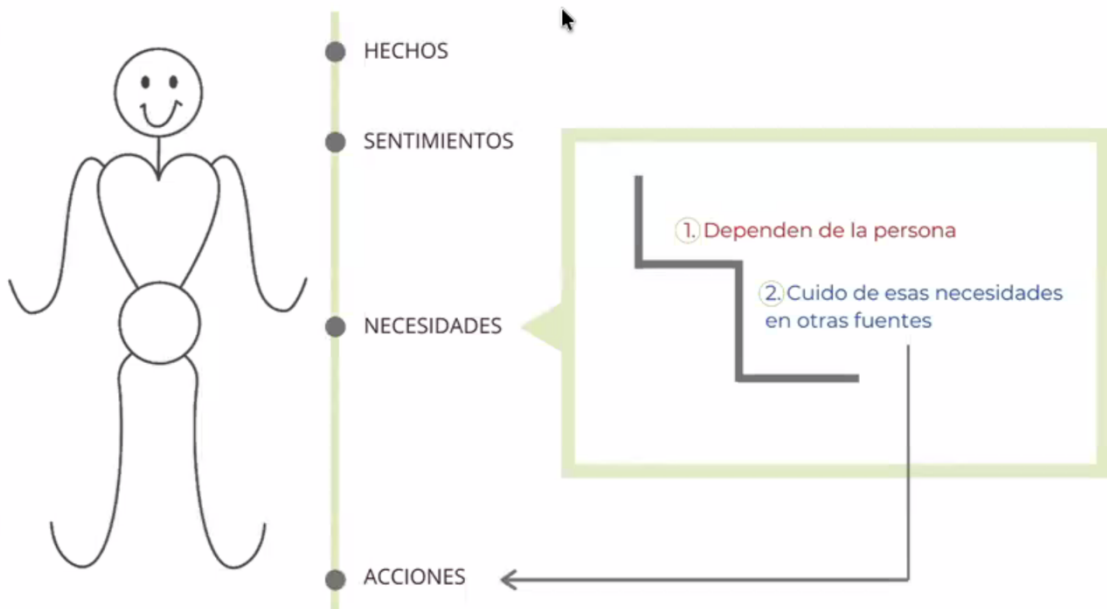 HECHOS
SENTIMIENTOS
1. Dependen de la persona
2. Cuido de esas necesidades
en otras fuentes
NECESIDADES
ACCIONES